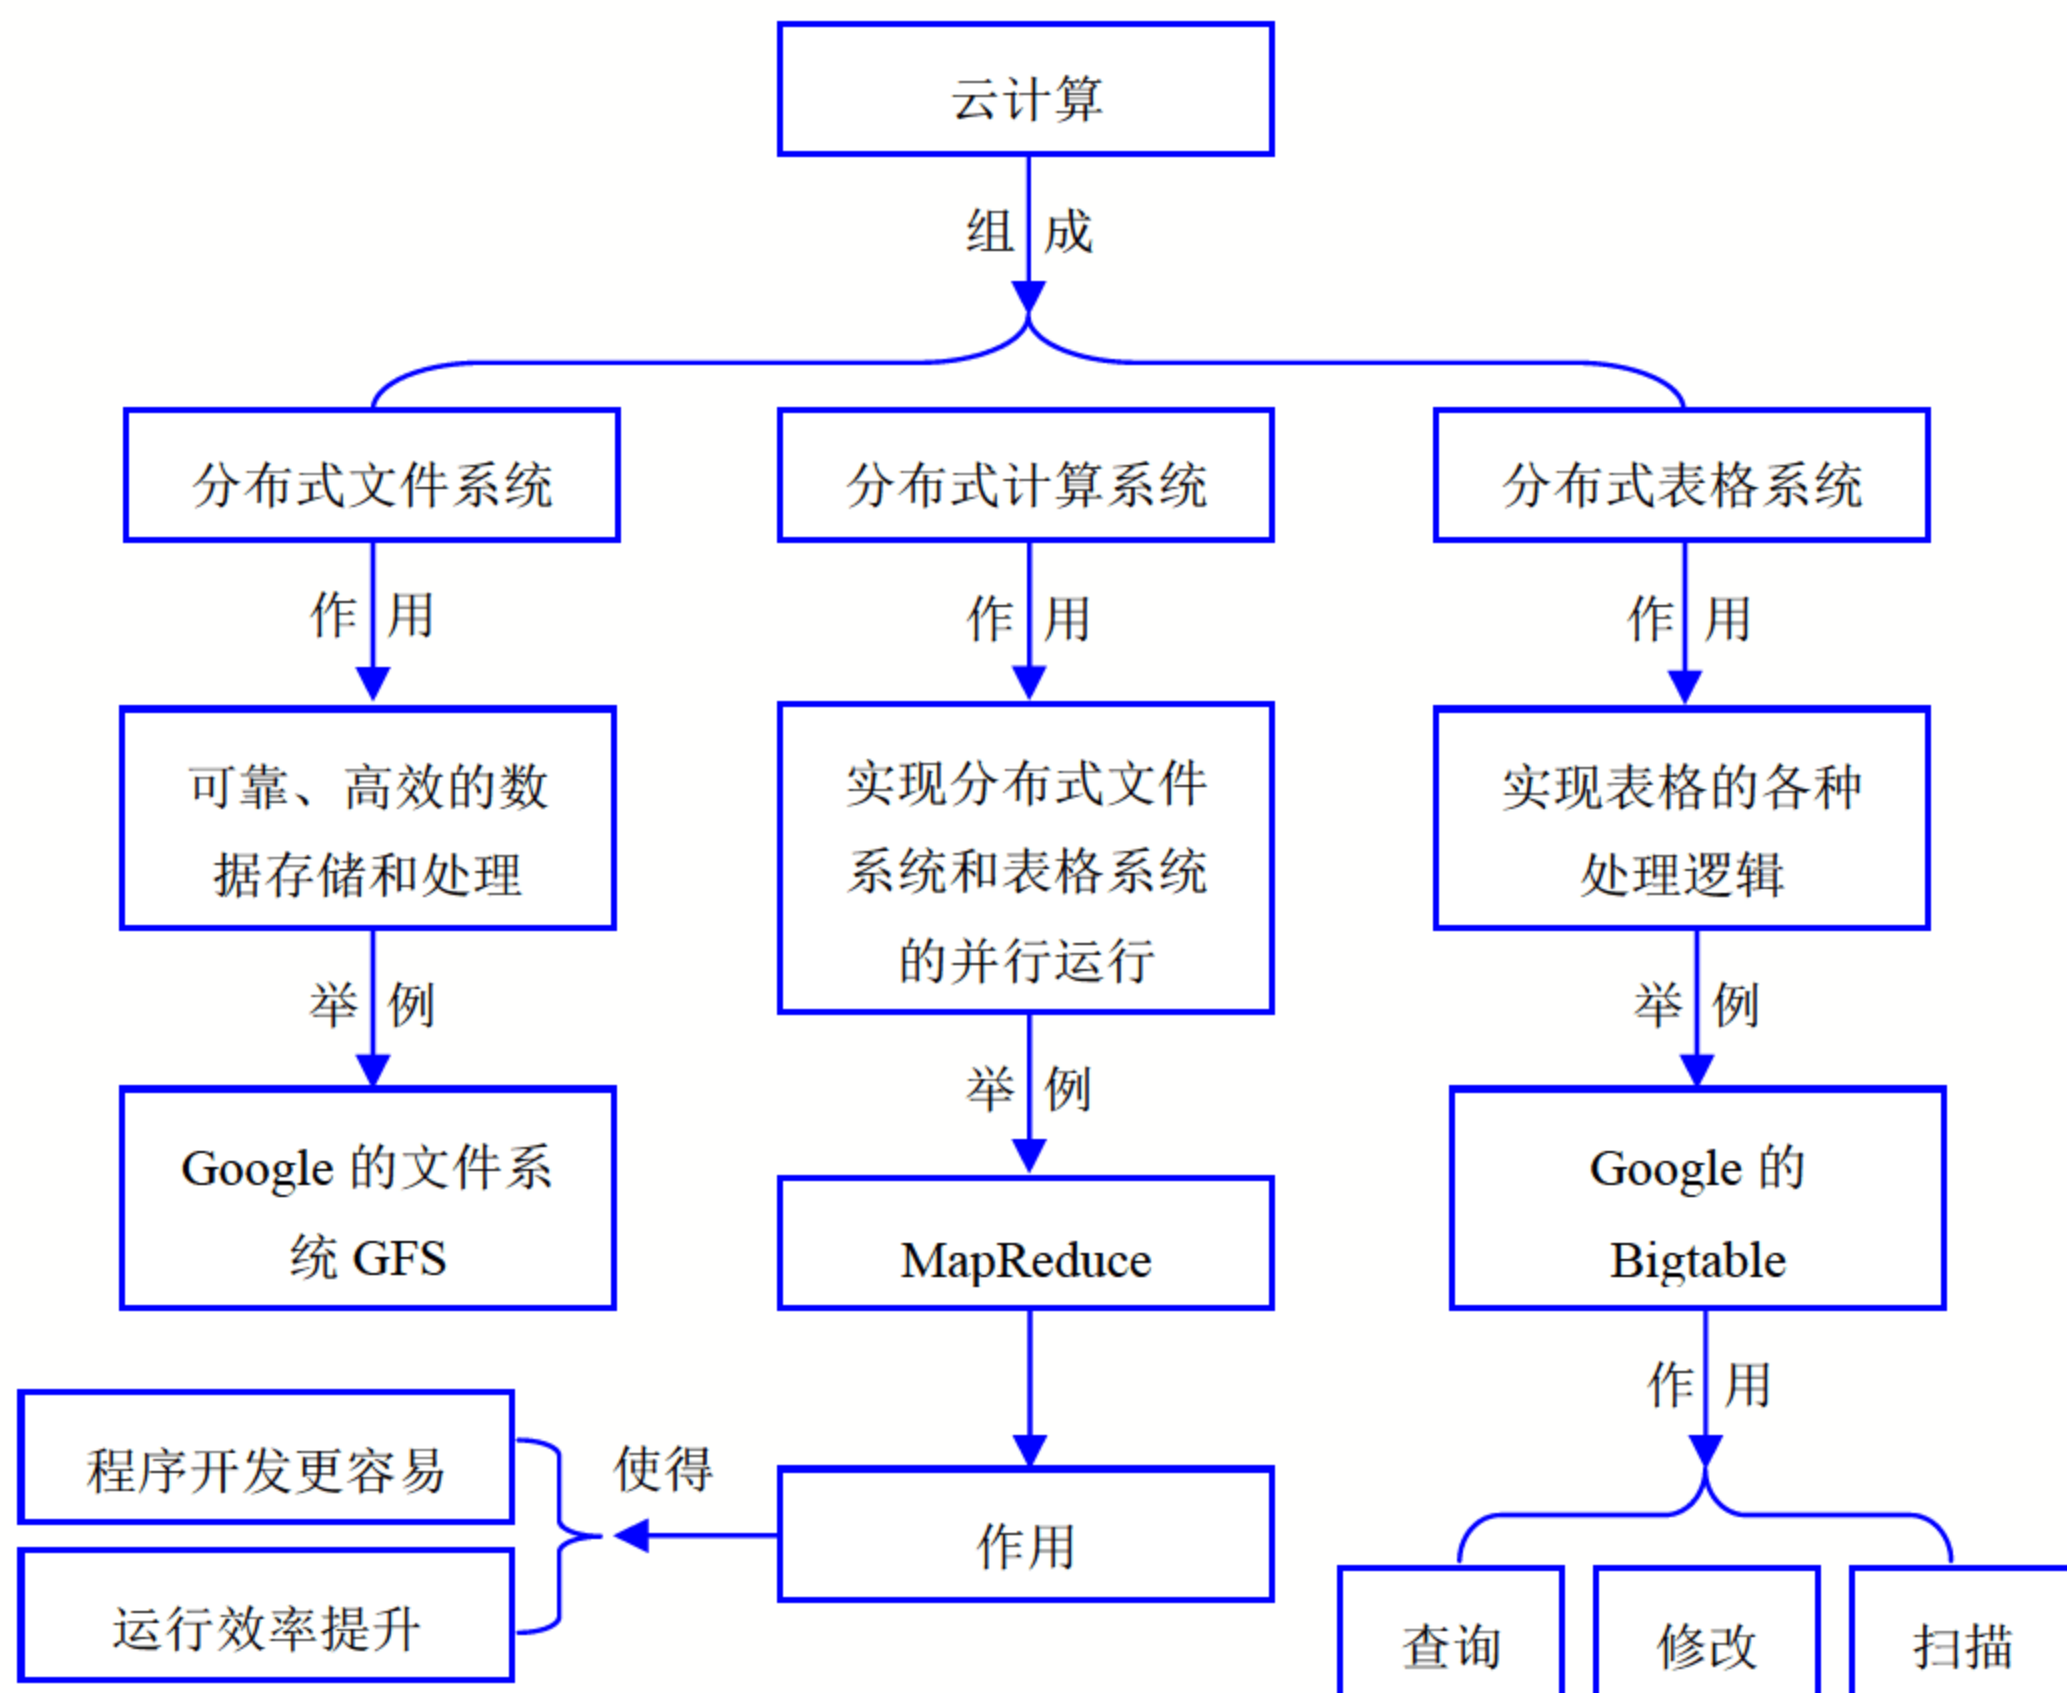 云计算
组成
分布式文件系统
分布式计算系统
分布式表格系统
作用
作用
作用
可靠、高效的数
据存储和处理
实现分布式文件
系统和表格系统
的并行运行
实现表格的各种
处理逻辑
举例
举例
举例
Google 的文件系
统 GFS
MapReduce
Google 的
Bigtable
作用
程序开发更容易
运行效率提升
使得
作用
查询
修改
扫描